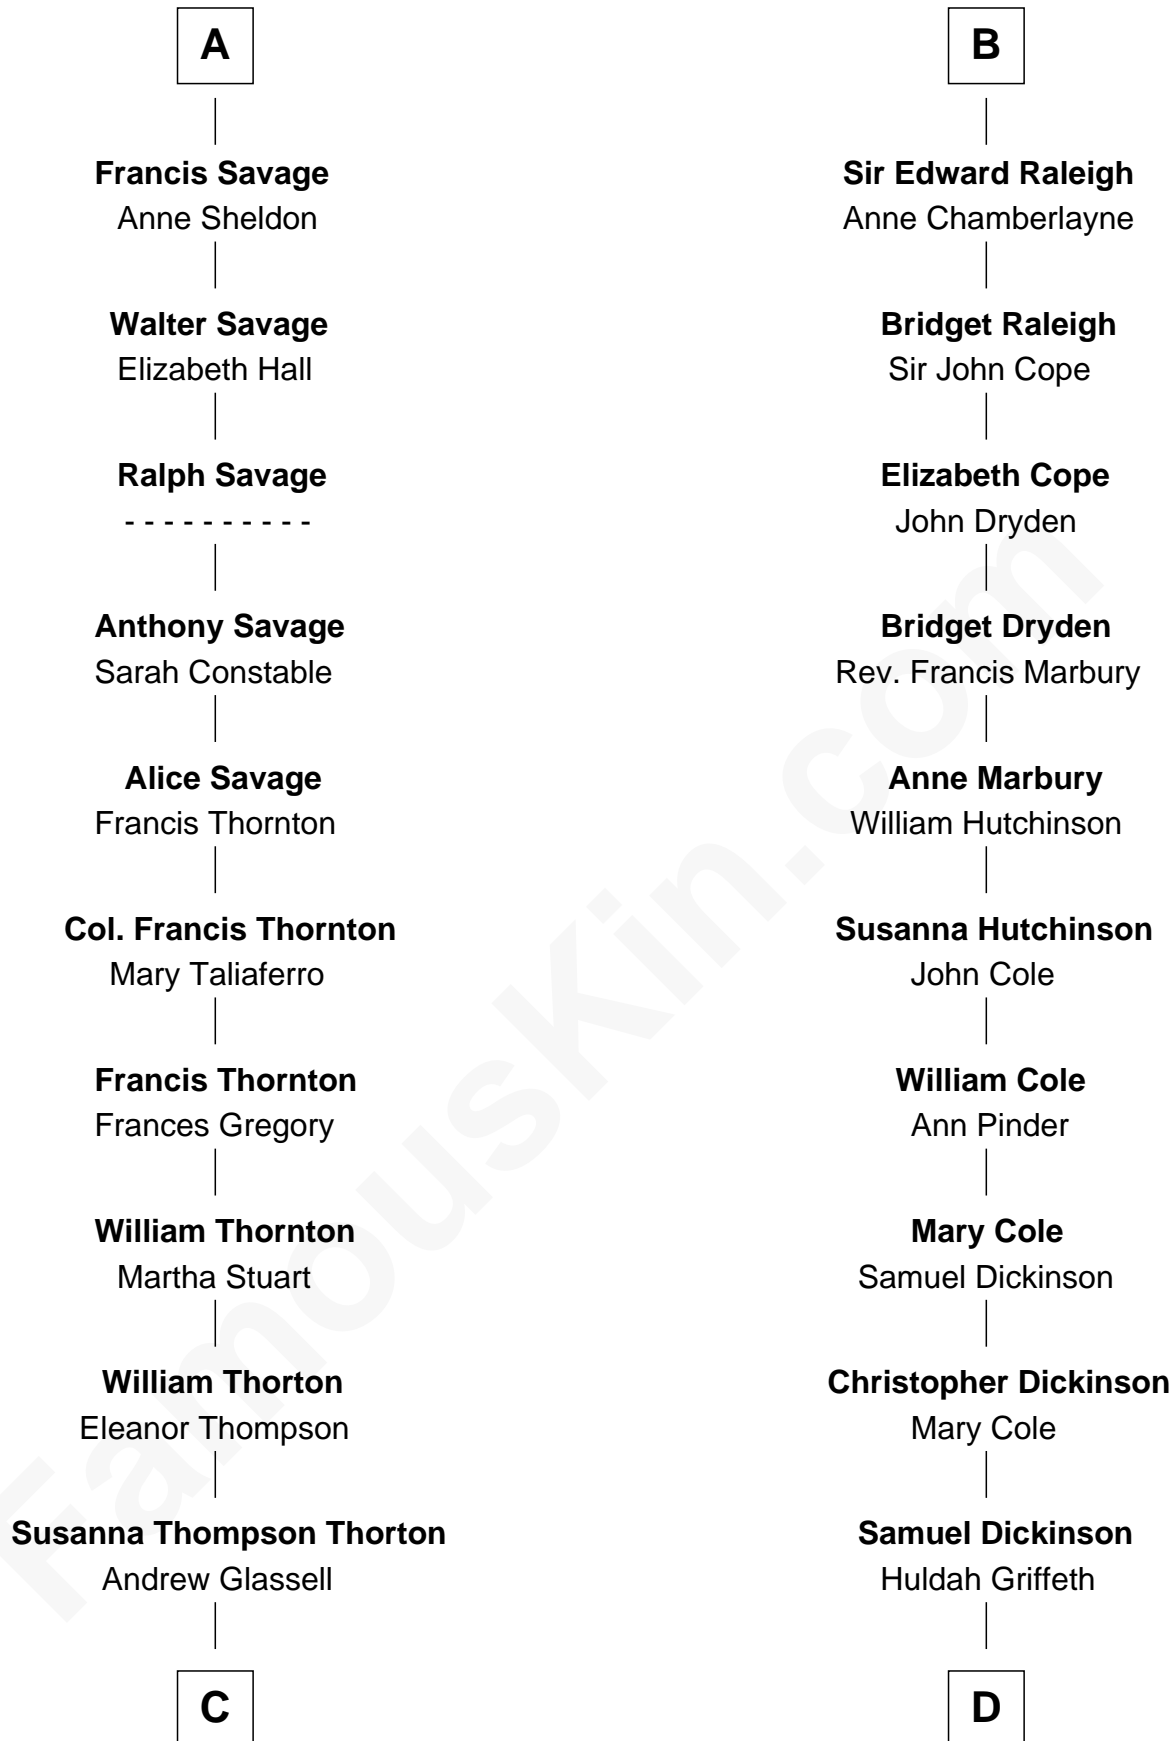 A
Francis Savage
Anne Sheldon
Walter Savage
Elizabeth Hall
Ralph Savage
- - - - - - - - - -
Anthony Savage
Sarah Constable
Alice Savage
Francis Thornton
Col. Francis Thornton
Mary Taliaferro
Francis Thornton
Frances Gregory
William Thornton
Martha Stuart
William Thorton
Eleanor Thompson
Susanna Thompson Thorton
Andrew Glassell
C
B
Sir Edward Raleigh
Anne Chamberlayne
Bridget Raleigh
Sir John Cope
Elizabeth Cope
John Dryden
Bridget Dryden
Rev. Francis Marbury
Anne Marbury
William Hutchinson
Susanna Hutchinson
John Cole
William Cole
Ann Pinder
Mary Cole
Samuel Dickinson
Christopher Dickinson
Mary Cole
Samuel Dickinson
Huldah Griffeth
D
FamousKin.com